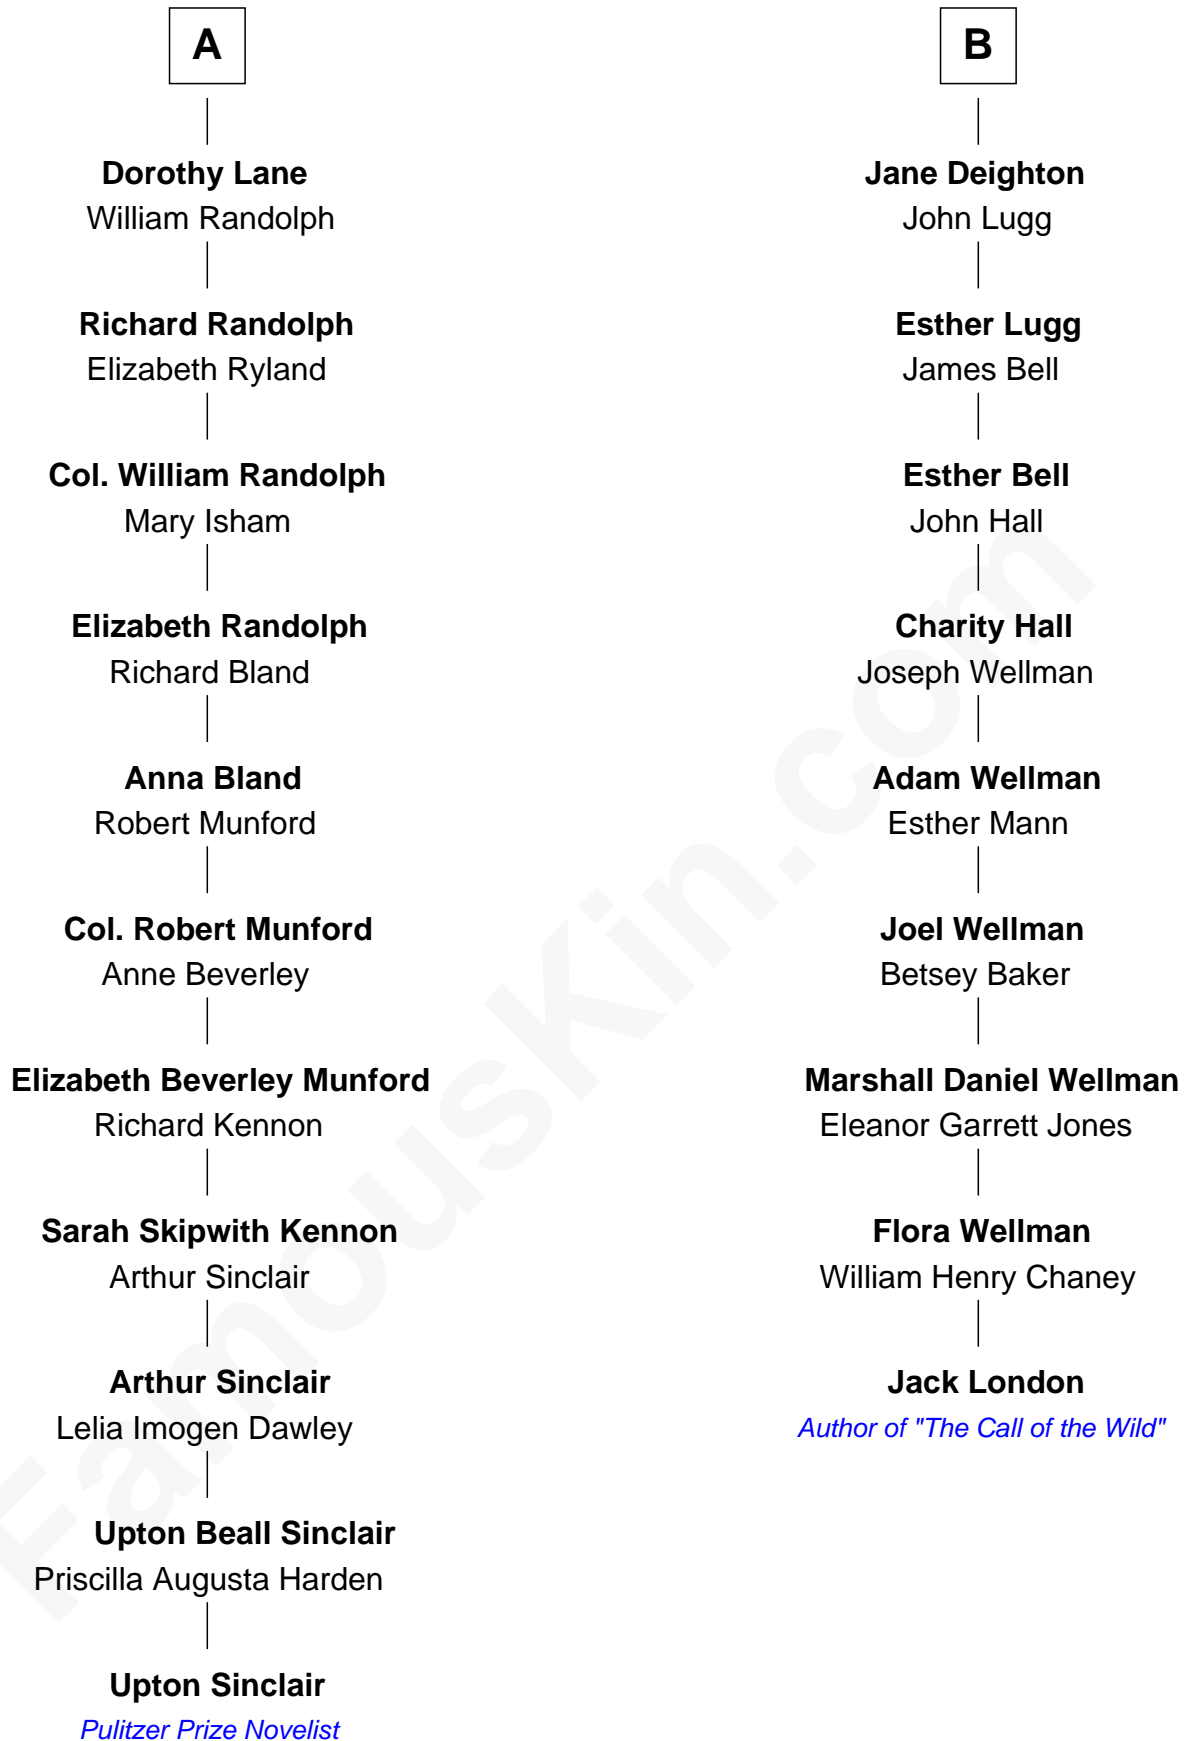 A
Dorothy Lane
William Randolph
Richard Randolph
Elizabeth Ryland
Col. William Randolph
Mary Isham
Elizabeth Randolph
Richard Bland
Anna Bland
Robert Munford
Col. Robert Munford
Anne Beverley
Elizabeth Beverley Munford
Richard Kennon
Sarah Skipwith Kennon
Arthur Sinclair
Arthur Sinclair
Lelia Imogen Dawley
Upton Beall Sinclair
Priscilla Augusta Harden
Upton Sinclair
Pulitzer Prize Novelist
B
Jane Deighton
John Lugg
Esther Lugg
James Bell
Esther Bell
John Hall
Charity Hall
Joseph Wellman
Adam Wellman
Esther Mann
Joel Wellman
Betsey Baker
Marshall Daniel Wellman
Eleanor Garrett Jones
Flora Wellman
William Henry Chaney
Jack London
Author of "The Call of the Wild"
FamousKin.com